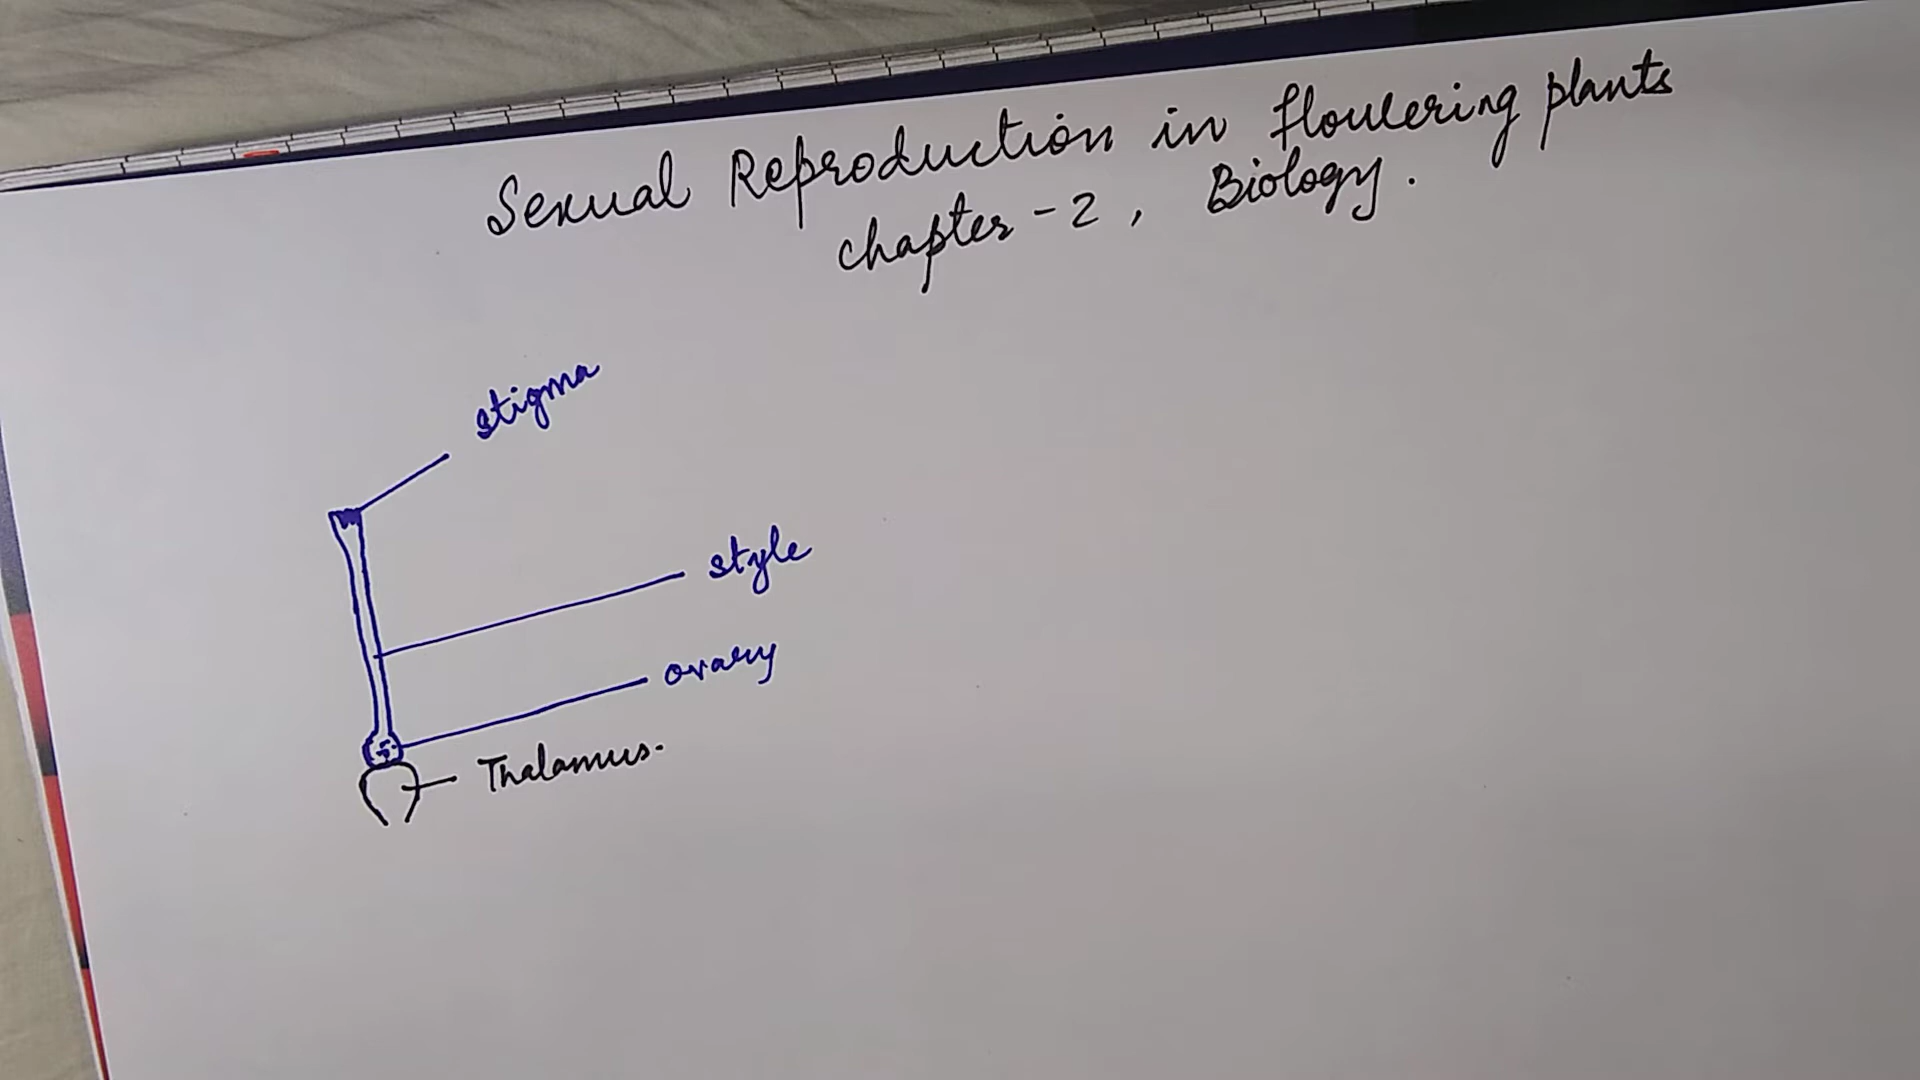 Sexual Reproduction in flowering plants
chapter - 2, Biology.
stigma
style
ovary
Thalamus.